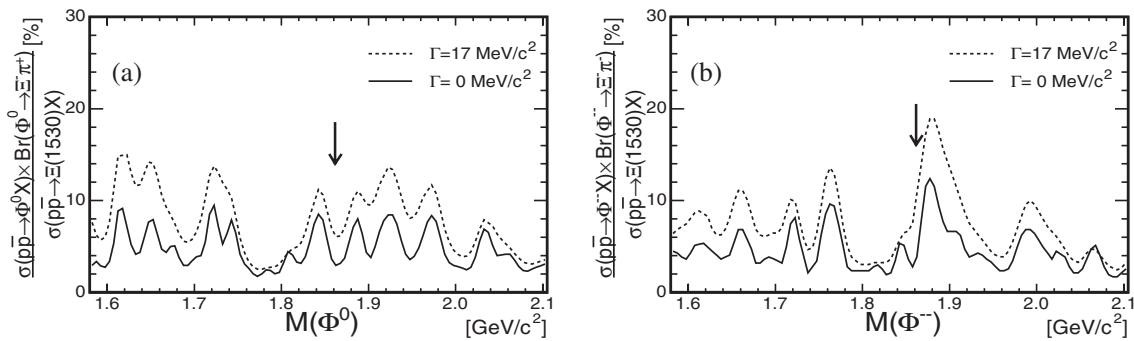 σ(pp̅→Φ⁰X)×Br(Φ⁰→Ξ⁻π⁺) [%]
σ(pp̅→Ξ(1530)X)
30
20
10
0
(a)
Γ=17 MeV/c²
Γ= 0 MeV/c²
1.6 1.7 1.8 1.9 2.0 2.1
M(Φ⁰)
[GeV/c²]
σ(pp̅→Φ⁻⁻X)×Br(Φ⁻⁻→Ξ⁻π⁻) [%]
σ(pp̅→Ξ(1530)X)
30
20
10
0
(b)
Γ=17 MeV/c²
Γ= 0 MeV/c²
1.6 1.7 1.8 1.9 2.0 2.1
M(Φ⁻⁻)
[GeV/c²]